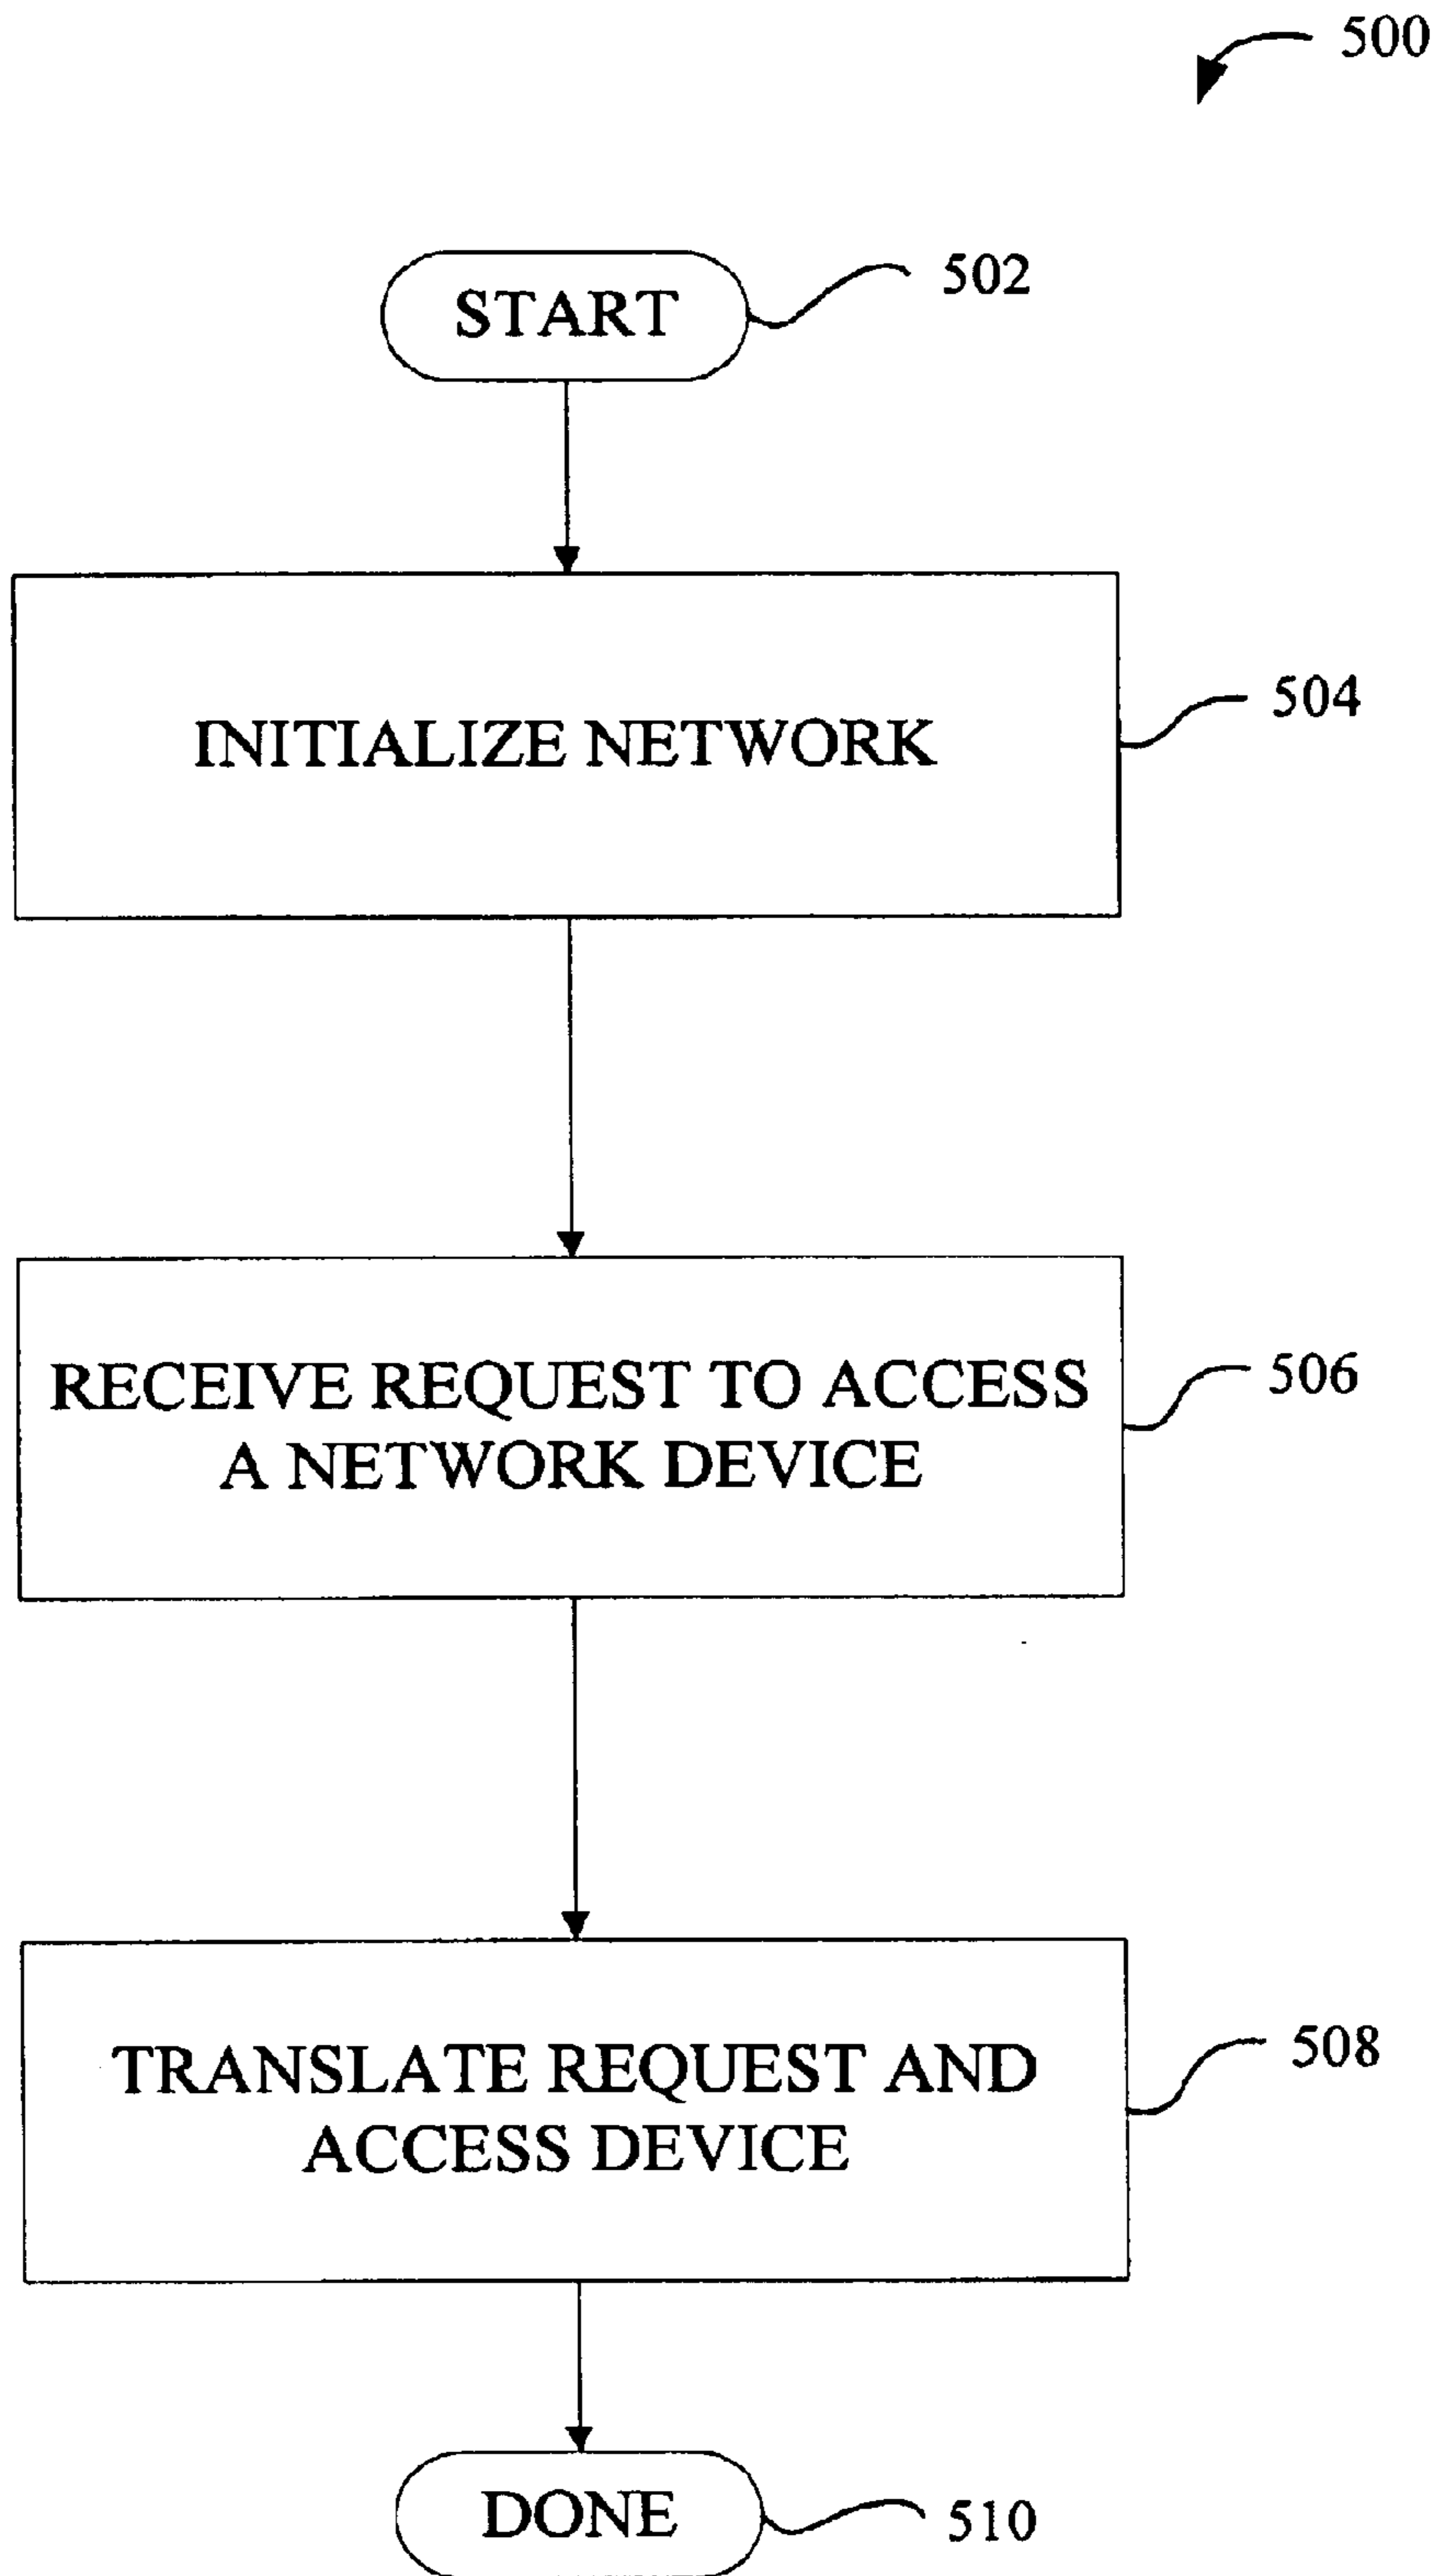 500
START
502
INITIALIZE NETWORK
504
RECEIVE REQUEST TO ACCESS
A NETWORK DEVICE
506
TRANSLATE REQUEST AND
ACCESS DEVICE
508
DONE
510